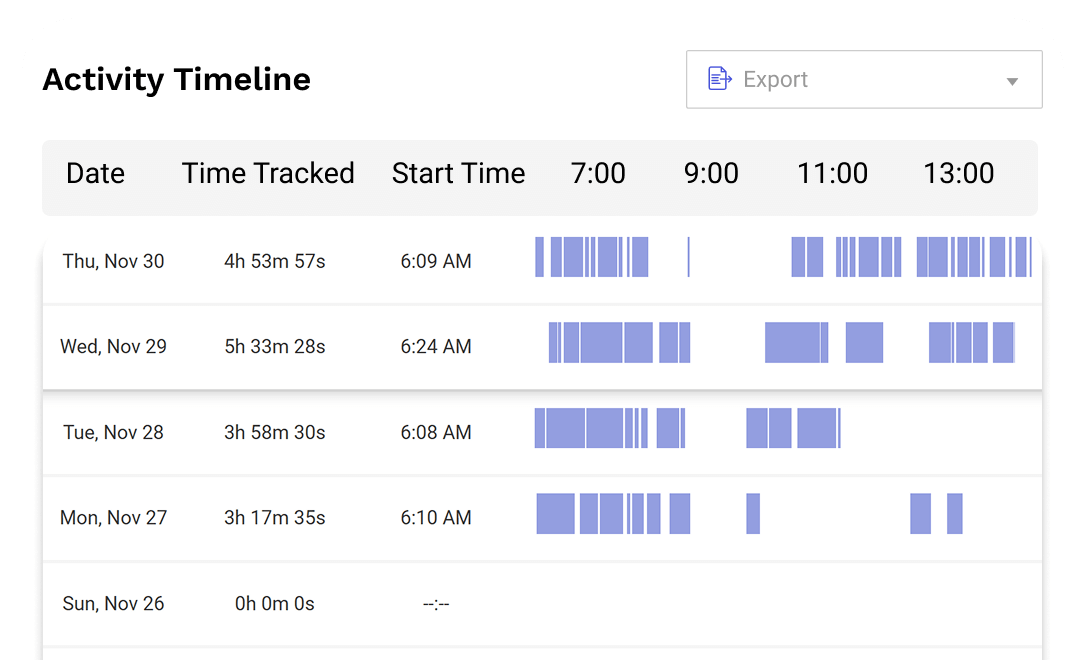 Activity Timeline
Export
Date Time Tracked Start Time 7:00 9:00 11:00 13:00
Thu, Nov 30 4h 53m 57s 6:09 AM
Wed, Nov 29 5h 33m 28s 6:24 AM
Tue, Nov 28 3h 58m 30s 6:08 AM
Mon, Nov 27 3h 17m 35s 6:10 AM
Sun, Nov 26 0h 0m 0s --:--